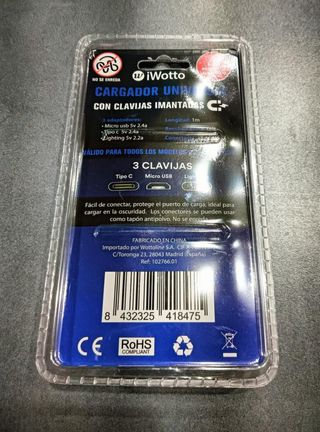 NO SE ENREDA
iWotto
CARGADOR UNIV
CON CLAVIJAS IMANTADAS
3 adaptadores:
• Micro usb 5v 2.4a
• Tipo C 5v 2.4a
• Lighting 5v 2.2a
Longitud: 1m
VÁLIDO PARA TODOS LOS MODELOS
3 CLAVIJAS
Tipo C Micro USB
Fácil de conectar, protege el puerto de carga, ideal para
cargar en la oscuridad. Los conectores se pueden usar
como tapón antipolvo.
FABRICADO EN CHINA
Importado por Wottoline S.A. CIF
C/Toronga 23, 28043 Madrid (España)
Ref: 102766.01
8 432325 418475
CE
RoHS
COMPLIANT